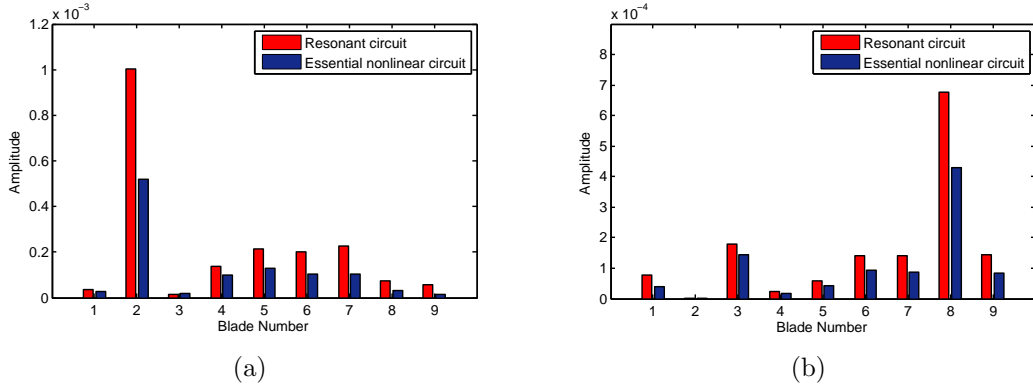 x 10⁻³
1.2
Resonant circuit
Essential nonlinear circuit
1
0.8
0.6
0.4
0.2
0
Amplitude
1 2 3 4 5 6 7 8 9
Blade Number
(a)
x 10⁻⁴
8
Resonant circuit
Essential nonlinear circuit
7
6
5
4
3
2
1
0
Amplitude
1 2 3 4 5 6 7 8 9
Blade Number
(b)